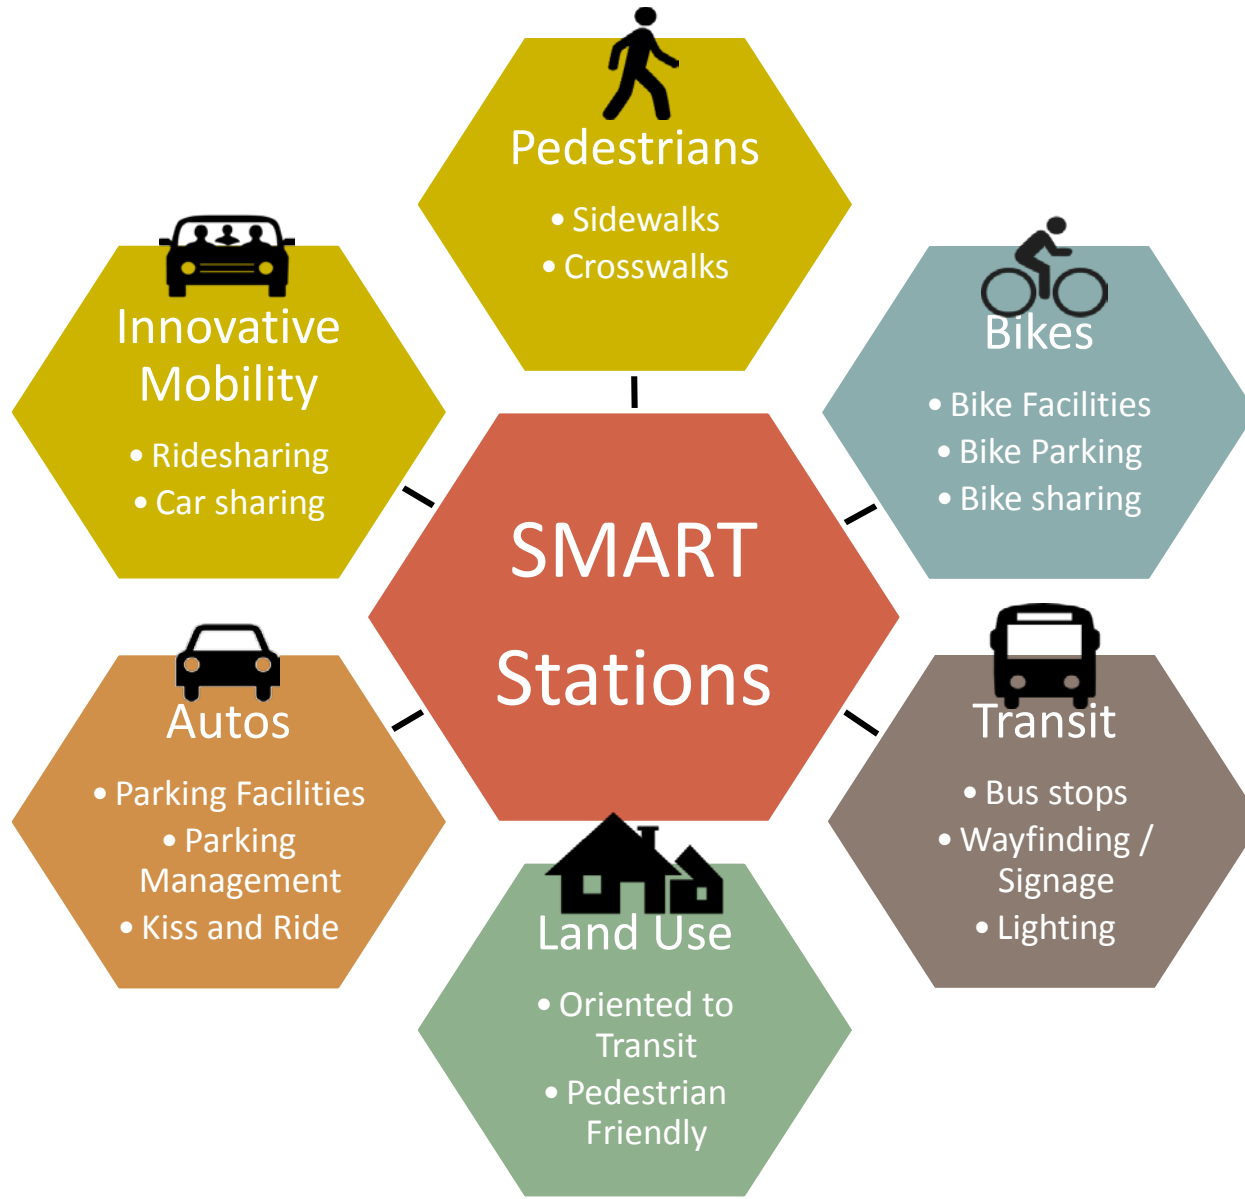 Pedestrians
• Sidewalks
• Crosswalks
Innovative
Mobility
• Ridesharing
• Car sharing
Bikes
• Bike Facilities
• Bike Parking
• Bike sharing
SMART
Stations
Autos
• Parking Facilities
• Parking
Management
• Kiss and Ride
Transit
• Bus stops
• Wayfinding /
Signage
• Lighting
Land Use
• Oriented to
Transit
• Pedestrian
Friendly